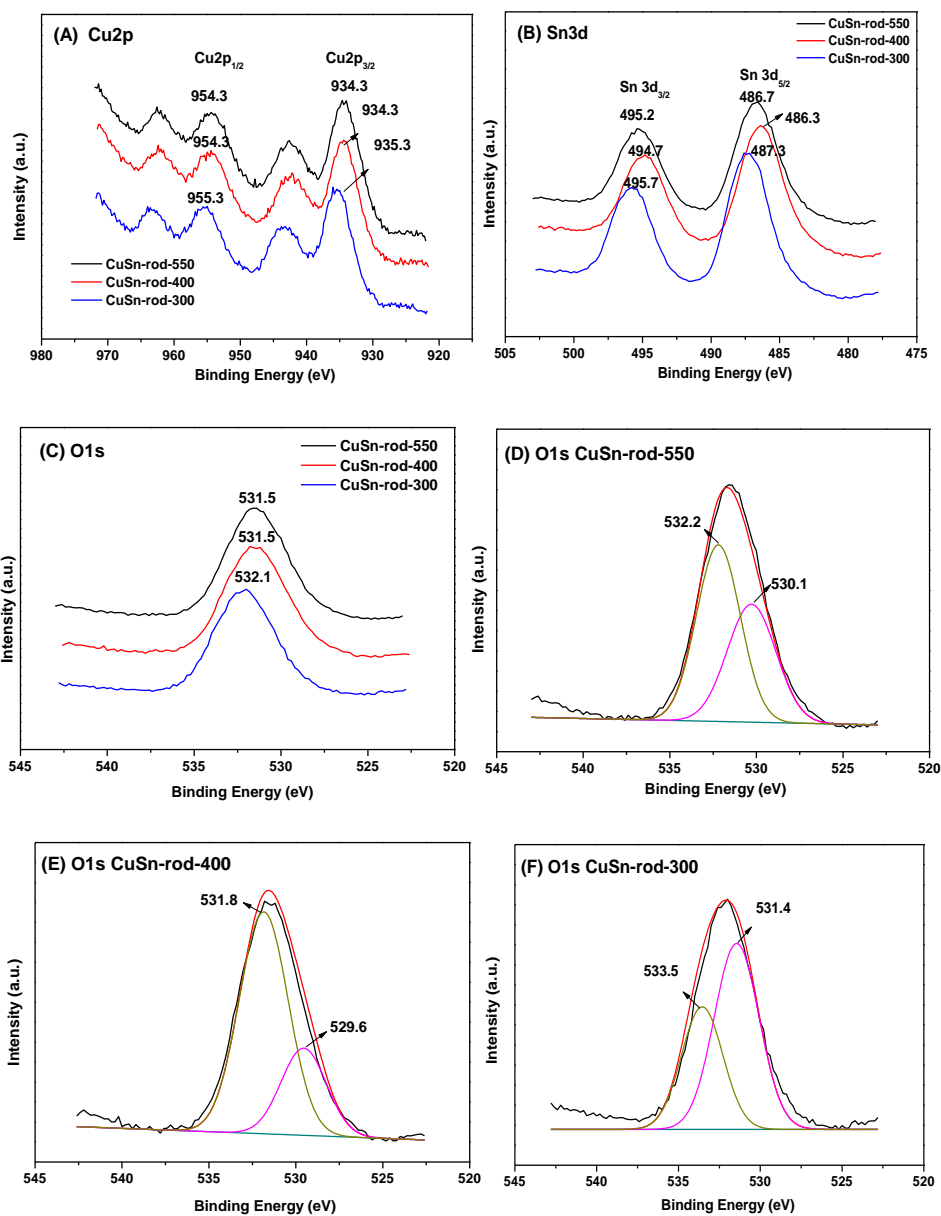 (A) Cu2p
Cu2p1/2
Cu2p3/2
954.3
934.3
934.3
954.3
935.3
955.3
CuSn-rod-550
CuSn-rod-400
CuSn-rod-300
Intensity (a.u.)
980 970 960 950 940 930 920
Binding Energy (eV)
(B) Sn3d
CuSn-rod-550
CuSn-rod-400
CuSn-rod-300
Sn 3d3/2
Sn 3d5/2
495.2
486.7
486.3
494.7
487.3
495.7
Intensity (a.u.)
505 500 495 490 485 480 475
Binding Energy (eV)
(C) O1s
CuSn-rod-550
CuSn-rod-400
CuSn-rod-300
531.5
531.5
532.1
Intensity (a.u.)
545 540 535 530 525 520
Binding Energy (eV)
(D) O1s CuSn-rod-550
532.2
530.1
Intensity (a.u.)
545 540 535 530 525 520
Binding Energy (eV)
(E) O1s CuSn-rod-400
531.8
529.6
Intensity (a.u.)
545 540 535 530 525 520
Binding Energy (eV)
(F) O1s CuSn-rod-300
531.4
533.5
Intensity (a.u.)
545 540 535 530 525 520
Binding Energy (eV)